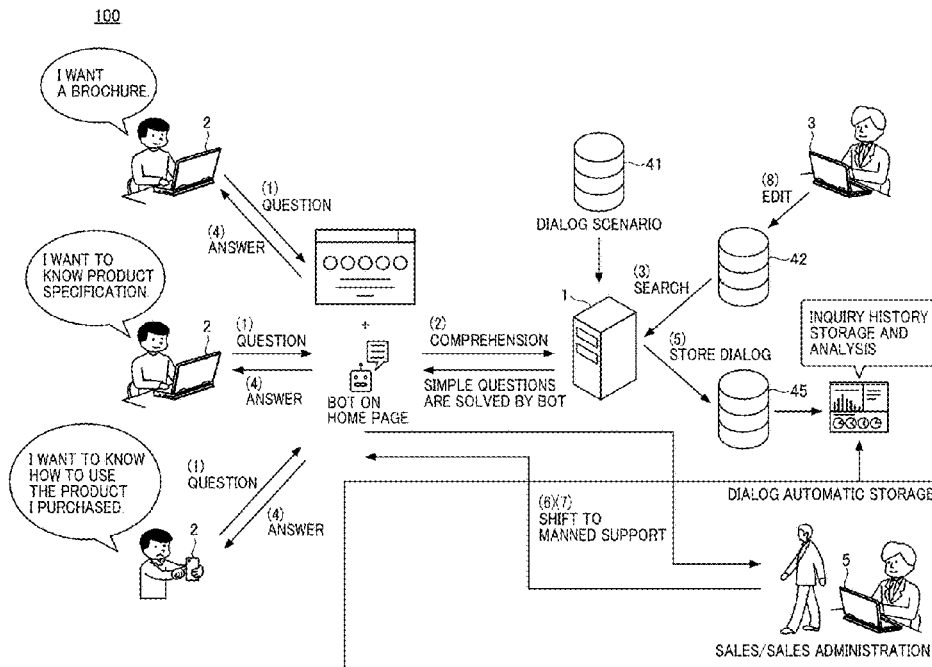 100
I WANT
A BROCHURE.
2
(1)
QUESTION
(4)
ANSWER
I WANT TO
KNOW PRODUCT
SPECIFICATION.
2
(1)
QUESTION
(4)
ANSWER
I WANT TO KNOW
HOW TO USE
THE PRODUCT
I PURCHASED.
2
(1)
QUESTION
(4)
ANSWER
+
BOT ON
HOME PAGE
(2)
COMPREHENSION
SIMPLE QUESTIONS
ARE SOLVED BY BOT
41
DIALOG SCENARIO
1
(3)
SEARCH
3
(8)
EDIT
42
(5)
STORE DIALOG
45
INQUIRY HISTORY
STORAGE AND
ANALYSIS
DIALOG AUTOMATIC STORAGE
(6)(7)
SHIFT TO
MANNED SUPPORT
5
SALES/SALES ADMINISTRATION